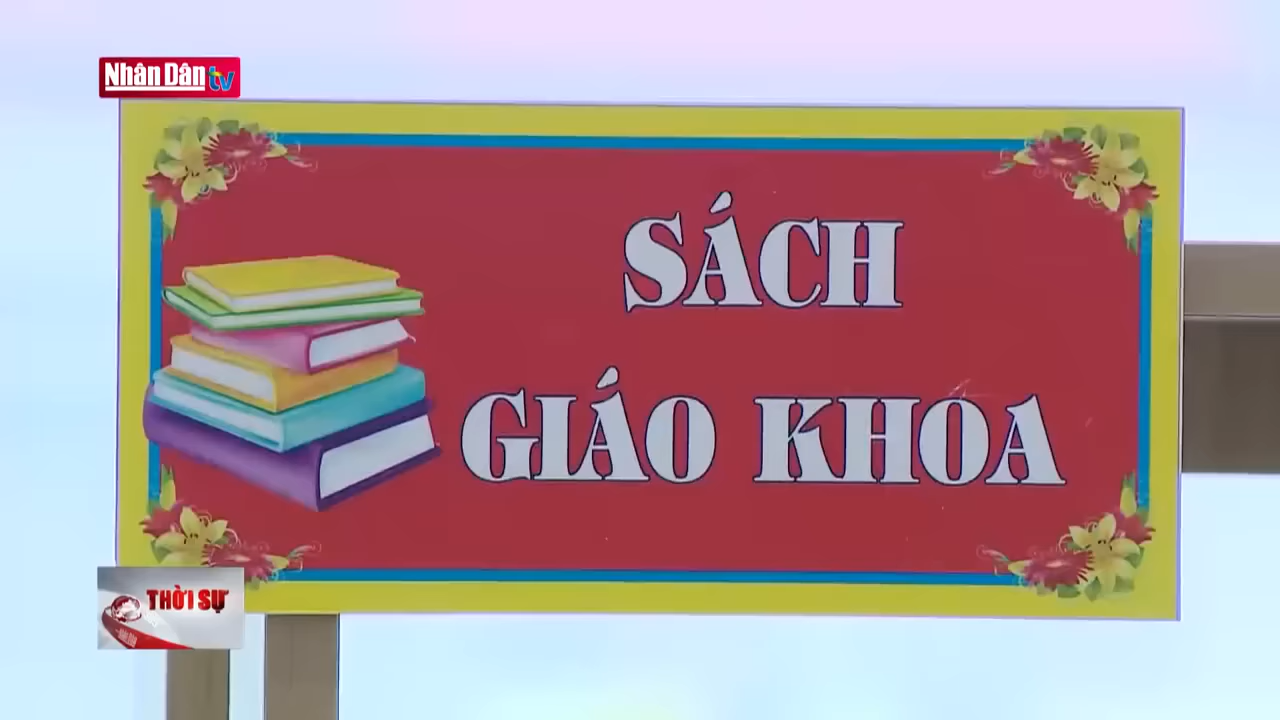 Nhân Dân tv
SÁCH
GIÁO KHOA
THỜI SỰ